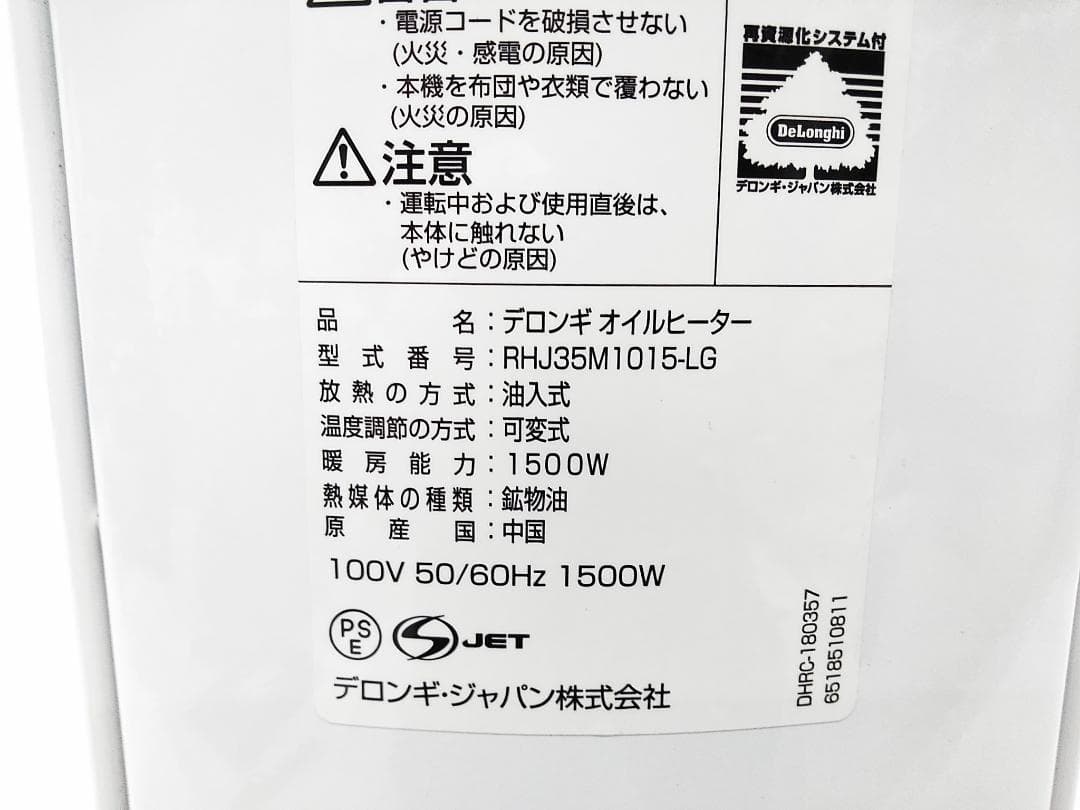 ・電源コードを破損させない
(火災・感電の原因)
・本機を布団や衣類で覆わない
(火災の原因)
注意
・運転中および使用直後は、
本体に触れない
(やけどの原因)
再資源化システム付
DeLonghi
デロンギ・ジャパン株式会社
品名：デロンギ オイルヒーター
型式番号：RHJ35M1015-LG
放熱の方式：油入式
温度調節の方式：可変式
暖房能力：1500W
熱媒体の種類：鉱物油
原産国：中国
100V 50/60Hz 1500W
PSE
S JET
デロンギ・ジャパン株式会社
DHRC-180357
6518510811